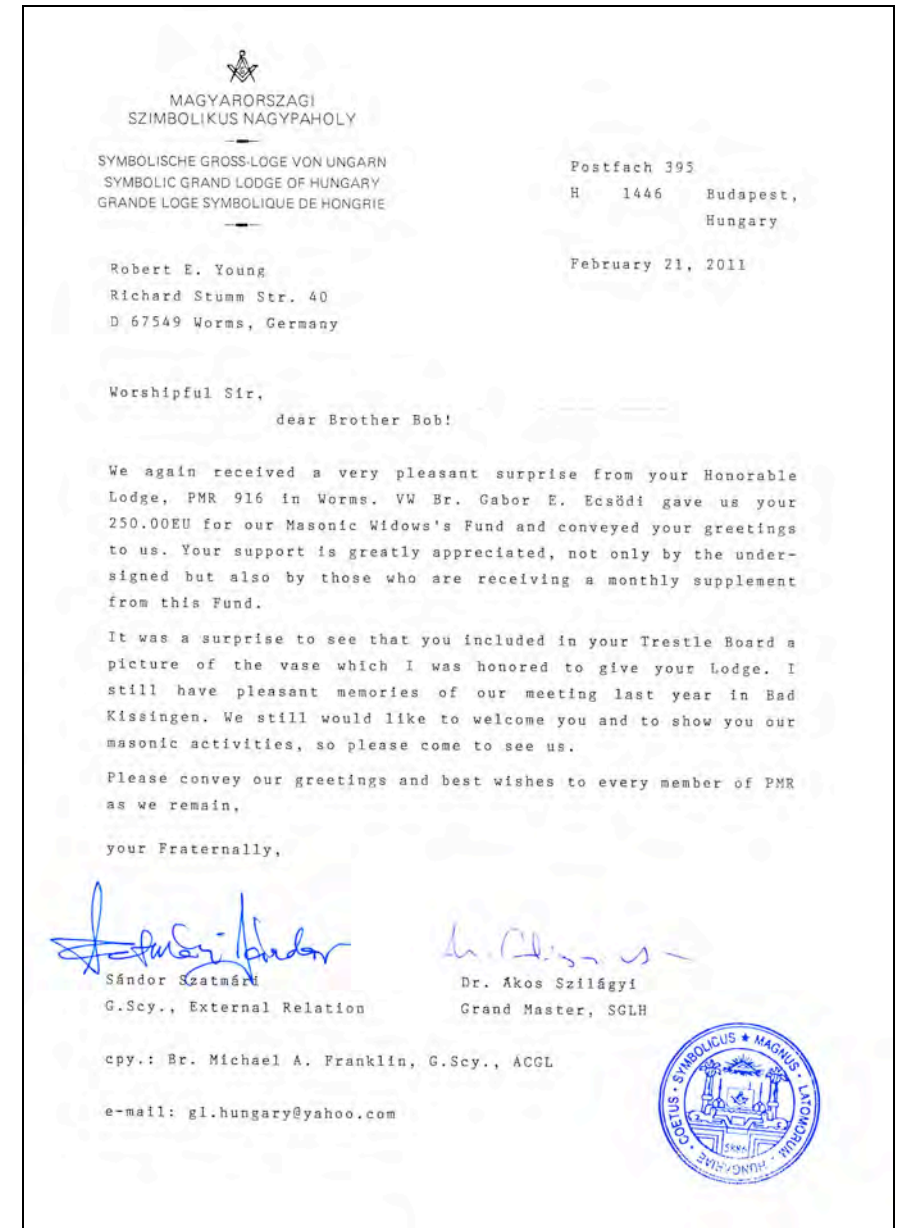 MAGYARORSZAGI
SZIMBOLIKUS NAGYPAHOLY
SYMBOLISCHE GROSS-LOGE VON UNGARN
SYMBOLIC GRAND LODGE OF HUNGARY
GRANDE LOGE SYMBOLIQUE DE HONGRIE
Postfach 395
H 1446 Budapest,
Hungary
February 21, 2011
Robert E. Young
Richard Stumm Str. 40
D 67549 Worms, Germany
Worshipful Sir,
dear Brother Bob!
We again received a very pleasant surprise from your Honorable
Lodge, PMR 916 in Worms. VW Br. Gabor E. Ecsödi gave us your
250.00EU for our Masonic Widows's Fund and conveyed your greetings
to us. Your support is greatly appreciated, not only by the under-
signed but also by those who are receiving a monthly supplement
from this Fund.
It was a surprise to see that you included in your Trestle Board a
picture of the vase which I was honored to give your Lodge. I
still have pleasant memories of our meeting last year in Bad
Kissingen. We still would like to welcome you and to show you our
masonic activities, so please come to see us.
Please convey our greetings and best wishes to every member of PMR
as we remain,
your Fraternally,
Sándor Szatmári
G.Scy., External Relation
Dr. Ákos Szilágyi
Grand Master, SGLH
cpy.: Br. Michael A. Franklin, G.Scy., ACGL
e-mail: gl.hungary@yahoo.com
COETUS · SYMBOLICUS ★ MAGNUS · LATOMORUM · HUNGARIAE